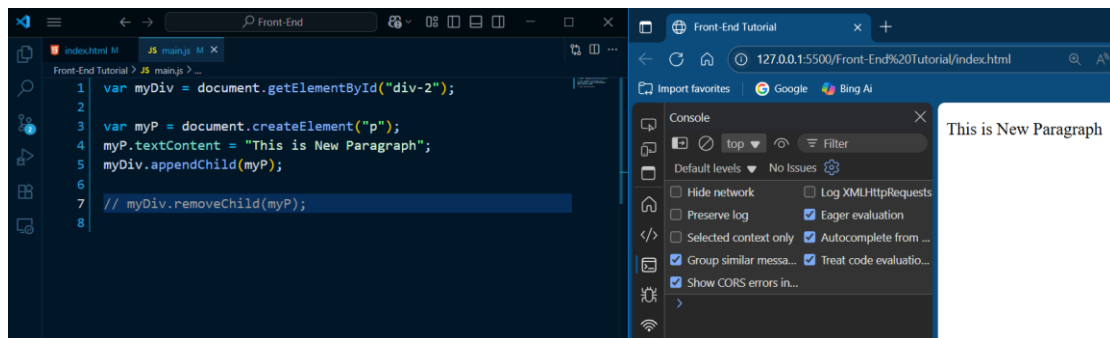 Front-End
index.html M
JS main.js M
Front-End Tutorial > JS main.js > ...
1 var myDiv = document.getElementById("div-2");
2
3 var myP = document.createElement("p");
4 myP.textContent = "This is New Paragraph";
5 myDiv.appendChild(myP);
6
7 // myDiv.removeChild(myP);
8
2
Front-End Tutorial
127.0.0.1:5500/Front-End%20Tutorial/index.html
Import favorites
Google
Bing Ai
Console
top
Filter
Default levels
No Issues
Hide network
Log XMLHttpRequests
Preserve log
Eager evaluation
Selected context only
Autocomplete from ...
Group similar messa...
Treat code evaluatio...
Show CORS errors in...
This is New Paragraph